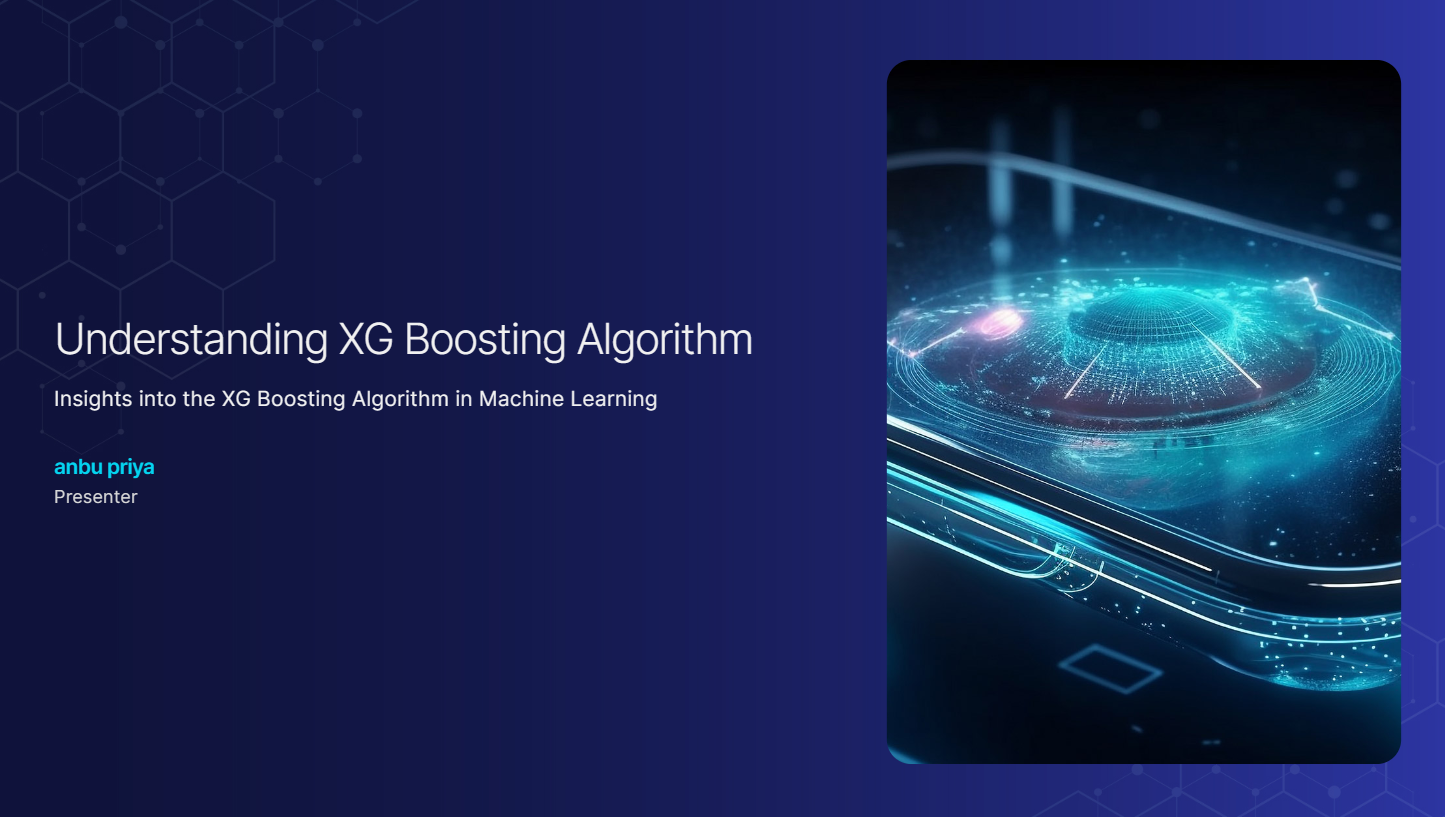 Understanding XG Boosting Algorithm
Insights into the XG Boosting Algorithm in Machine Learning
anbu priya
Presenter